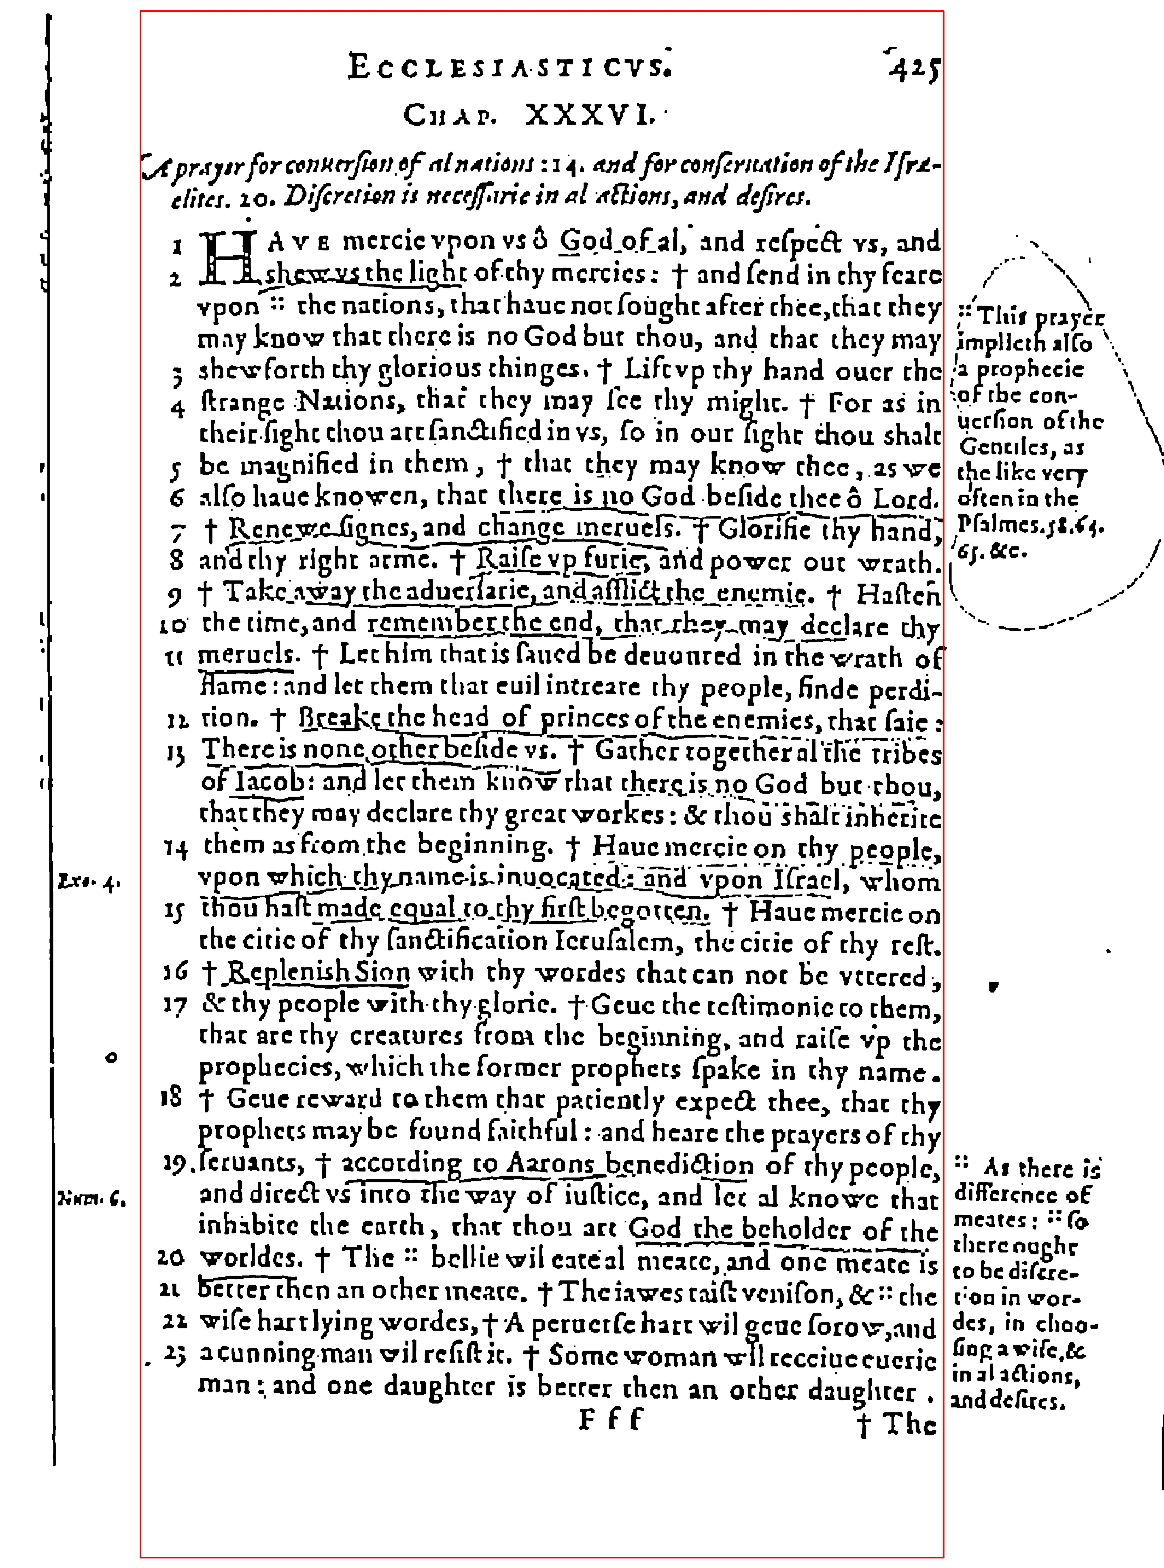 ECCLESIASTICVS. 425
CHAP. XXXVI.
A prayer for conuersion of al nations: 14. and for conseruation of the Isra-
elites. 20. Discretion is necessarie in al actions, and desires.
1 HAVE mercie vpon vs ô God of al, and respect vs, and
2 shew vs the light of thy mercies: † and send in thy feare
vpon :: the nations, that haue not sought after thee, that they
may know that there is no God but thou, and that they may
3 shew forth thy glorious thinges. † Lift vp thy hand ouer the
4 strange Nations, that they may see thy might. † For as in
their sight thou art sanctified in vs, so in our sight thou shalt
5 be magnified in them, † that they may know thee, as we
6 also haue knowen, that there is no God beside thee ô Lord.
7 † Renewe signes, and change meruels. † Glorifie thy hand,
8 and thy right arme. † Raise vp furie, and power out wrath.
9 † Take away the aduersarie, and afflict the enemie. † Hasten
10 the time, and remember the end, that they may declare thy
11 meruels. † Let him that is saued be deuoured in the wrath of
flame: and let them that euil intreate thy people, finde perdi-
12 tion. † Breake the head of princes of the enemies, that saie:
13 There is none other beside vs. † Gather together al the tribes
of Iacob: and let them know that there is no God but thou,
that they may declare thy great workes: & thou shalt inherite
14 them as from the beginning. † Haue mercie on thy people,
vpon which thy name is inuocated: and vpon Israel, whom
15 thou hast made equal to thy first begotten. † Haue mercie on
the citie of thy sanctification Ierusalem, the citie of thy rest.
16 † Replenish Sion with thy wordes that can not be vttered,
17 & thy people with thy glorie. † Geue the testimonie to them,
that are thy creatures from the beginning, and raise vp the
prophecies, which the former prophets spake in thy name.
18 † Geue reward to them that patiently expect thee, that thy
prophets may be found faithful: and heare the prayers of thy
19. seruants, † according to Aarons benediction of thy people,
and direct vs into the way of iustice, and let al knowe that
inhabite the earth, that thou art God the beholder of the
20 worldes. † The :: bellie wil eate al meate, and one meate is
21 better then an other meate. † The iawes taist venison, & :: the
22 wise hart lying wordes, † A peruerse hart wil geue sorow, and
23 a cunning man wil resist it. † Some woman wil receiue euerie
man: and one daughter is better then an other daughter.
Fff † The
:: This prayer
implieth also
a prophecie
of the con-
uersion of the
Gentiles, as
the like very
often in the
Psalmes. 58. 64.
65. &c.
Exo. 4.
Num. 6.
:: As there is
difference of
meates: :: so
there ought
to be discre-
tion in wor-
des, in choo-
sing a wife, &
in al actions,
and desires.